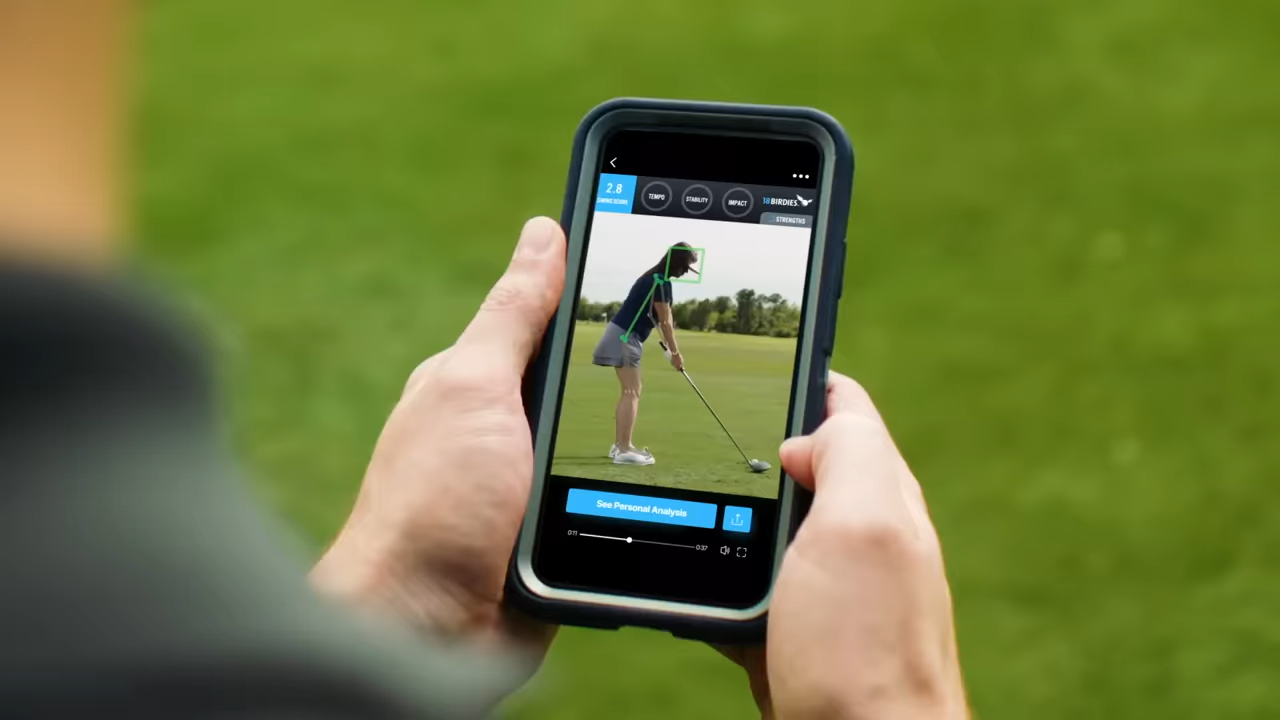 2.8
SWING SCORE
TEMPO
STABILITY
IMPACT
18BIRDIES
STRENGTHS
See Personal Analysis
0:11
0:37